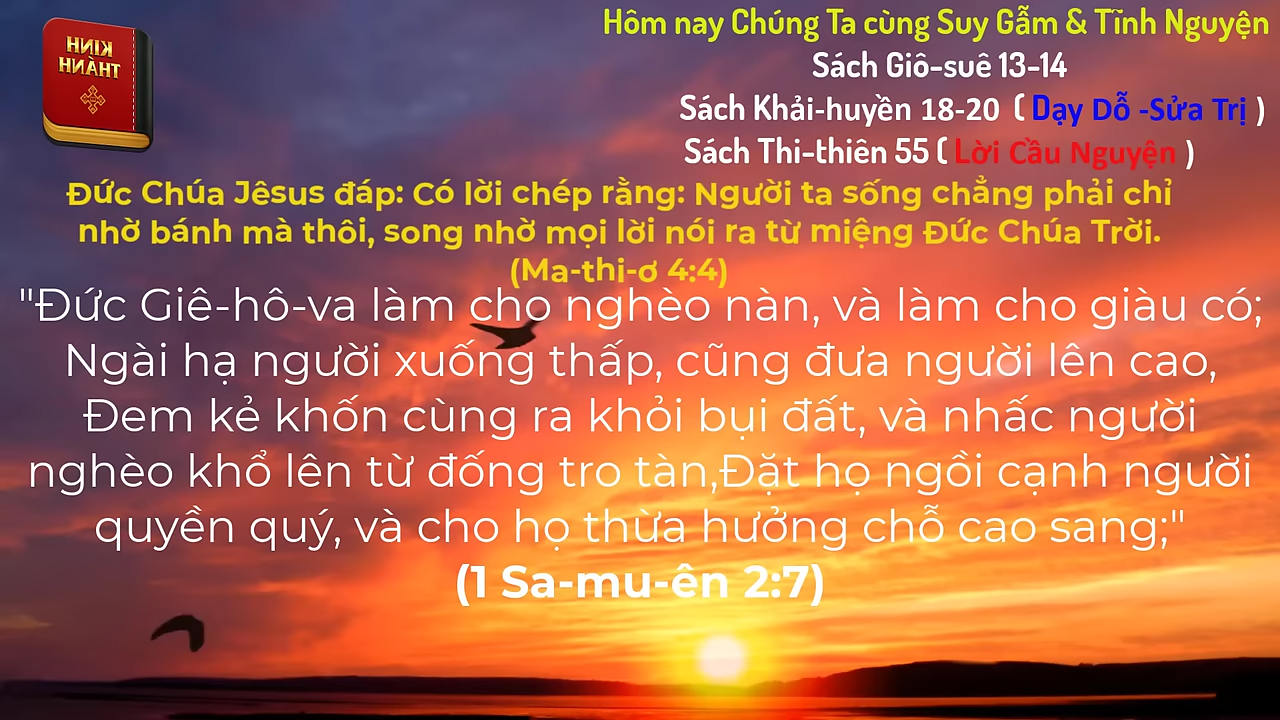 KINH
THÁNH
Hôm nay Chúng Ta cùng Suy Gẫm & Tĩnh Nguyện
Sách Giô-suê 13-14
Sách Khải-huyền 18-20 ( Dạy Dỗ -Sửa Trị )
Sách Thi-thiên 55 ( Lời Cầu Nguyện )
Đức Chúa Jêsus đáp: Có lời chép rằng: Người ta sống chẳng phải chỉ
nhờ bánh mà thôi, song nhờ mọi lời nói ra từ miệng Đức Chúa Trời.
(Ma-thi-ơ 4:4)
"Đức Giê-hô-va làm cho nghèo nàn, và làm cho giàu có;
Ngài hạ người xuống thấp, cũng đưa người lên cao,
Đem kẻ khốn cùng ra khỏi bụi đất, và nhấc người
nghèo khổ lên từ đống tro tàn,Đặt họ ngồi cạnh người
quyền quý, và cho họ thừa hưởng chỗ cao sang;"
(1 Sa-mu-ên 2:7)